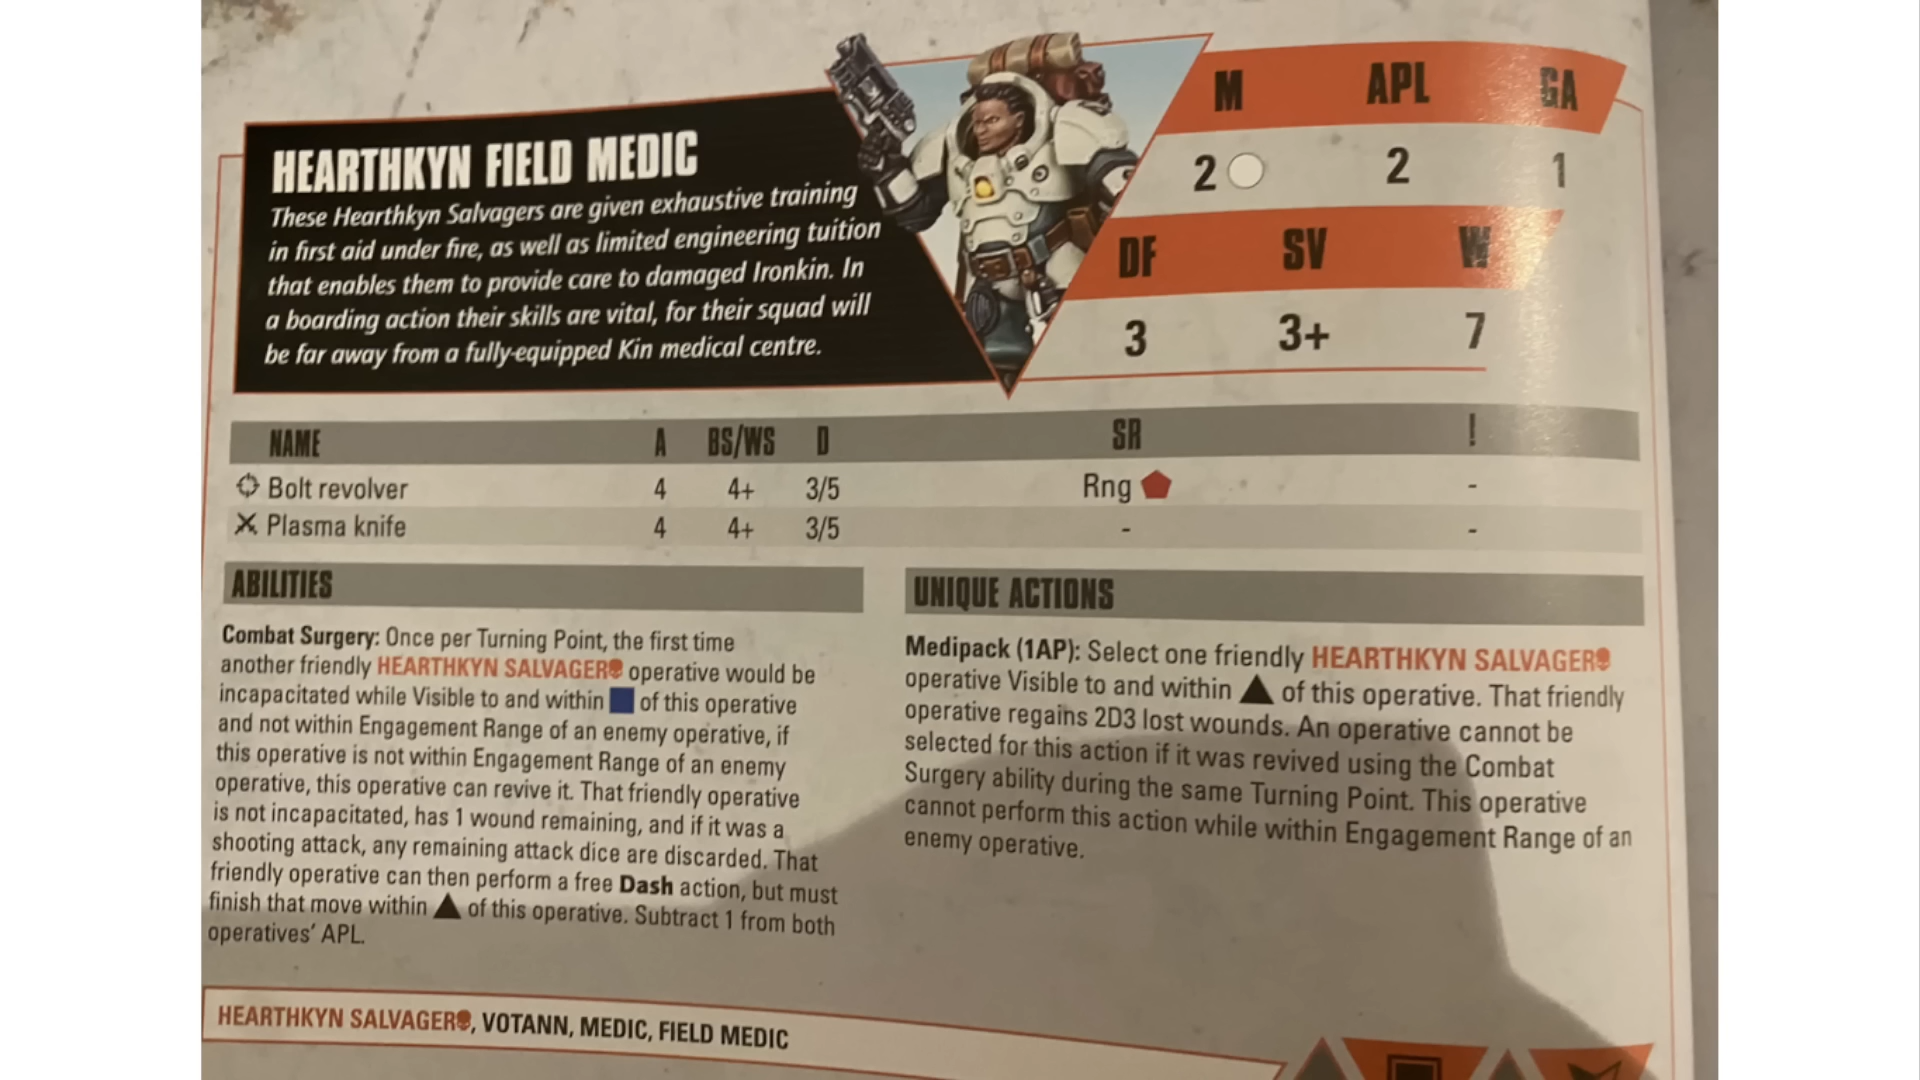 HEARTHKYN FIELD MEDIC
These Hearthkyn Salvagers are given exhaustive training
in first aid under fire, as well as limited engineering tuition
that enables them to provide care to damaged Ironkin. In
a boarding action their skills are vital, for their squad will
be far away from a fully-equipped Kin medical centre.
M APL GA
2 2 1
DF SV W
3 3+ 7
NAME A BS/WS D SR !
Bolt revolver 4 4+ 3/5 Rng -
Plasma knife 4 4+ 3/5 - -
ABILITIES
Combat Surgery: Once per Turning Point, the first time
another friendly HEARTHKYN SALVAGER operative would be
incapacitated while Visible to and within of this operative
and not within Engagement Range of an enemy operative, if
this operative is not within Engagement Range of an enemy
operative, this operative can revive it. That friendly operative
is not incapacitated, has 1 wound remaining, and if it was a
shooting attack, any remaining attack dice are discarded. That
friendly operative can then perform a free Dash action, but must
finish that move within of this operative. Subtract 1 from both
operatives' APL.
UNIQUE ACTIONS
Medipack (1AP): Select one friendly HEARTHKYN SALVAGER
operative Visible to and within of this operative. That friendly
operative regains 2D3 lost wounds. An operative cannot be
selected for this action if it was revived using the Combat
Surgery ability during the same Turning Point. This operative
cannot perform this action while within Engagement Range of an
enemy operative.
HEARTHKYN SALVAGER, VOTANN, MEDIC, FIELD MEDIC